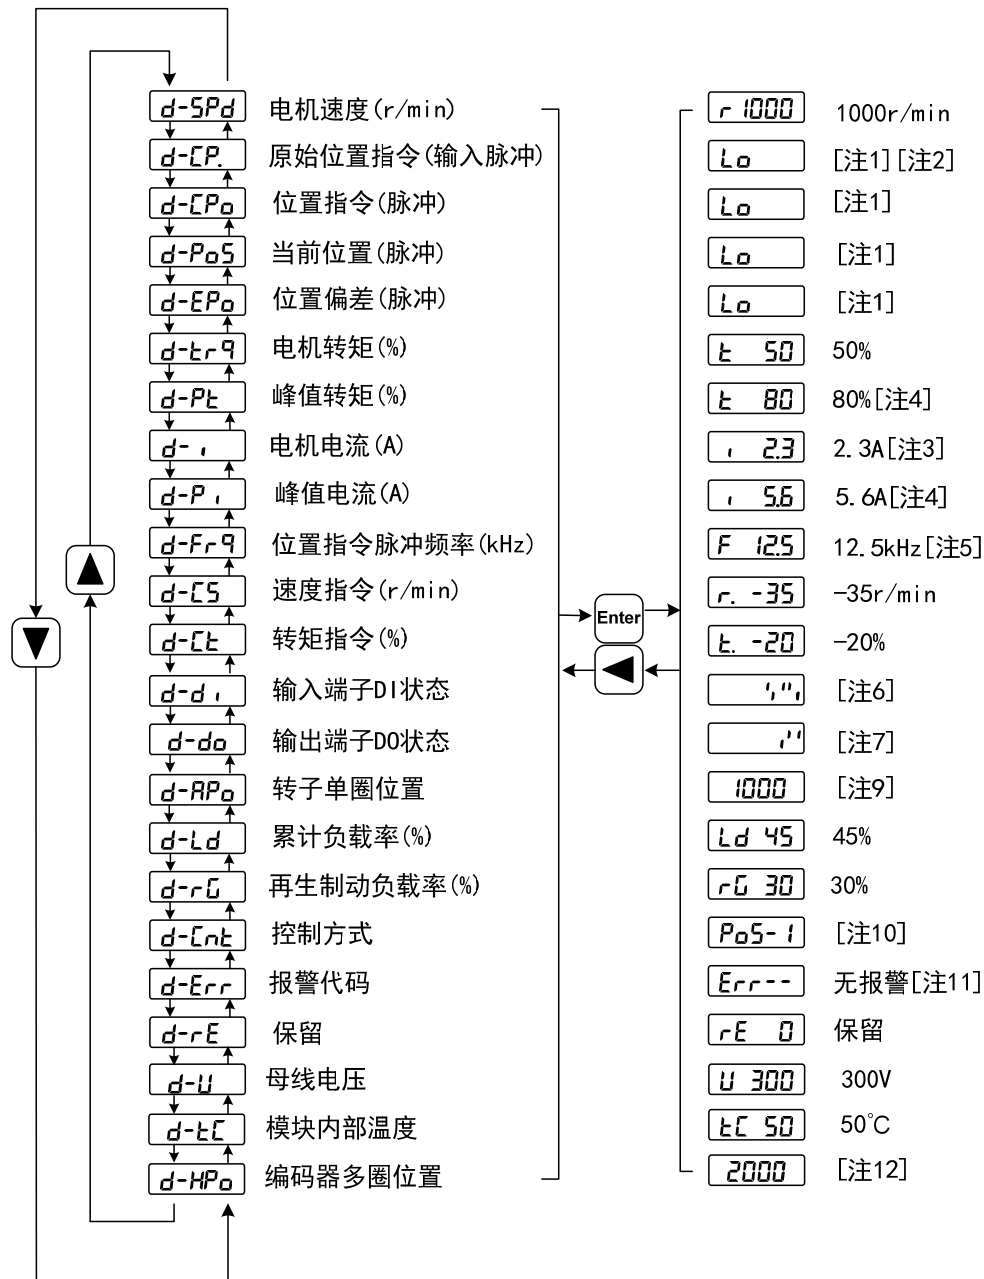 d-SPd 电机速度(r/min) r 1000 1000r/min
d-CP. 原始位置指令(输入脉冲) Lo [注1][注2]
d-CPo 位置指令(脉冲) Lo [注1]
d-PoS 当前位置(脉冲) Lo [注1]
d-EPo 位置偏差(脉冲) Lo [注1]
d-trq 电机转矩(%) t 50 50%
d-Pt 峰值转矩(%) t 80 80%[注4]
d-i 电机电流(A) i 2.3 2.3A[注3]
d-Pi 峰值电流(A) i 5.6 5.6A[注4]
d-Frq 位置指令脉冲频率(kHz) F 12.5 12.5kHz[注5]
d-CS 速度指令(r/min) r. -35 -35r/min
Enter
d-Ct 转矩指令(%) t. -20 -20%
d-di 输入端子DI状态 [注6]
d-do 输出端子DO状态 [注7]
d-APo 转子单圈位置 1000 [注9]
d-Ld 累计负载率(%) Ld 45 45%
d-rG 再生制动负载率(%) rG 30 30%
d-Cnt 控制方式 PoS-1 [注10]
d-Err 报警代码 Err-- 无报警[注11]
d-rE 保留 rE 0 保留
d-U 母线电压 U 300 300V
d-tC 模块内部温度 tC 50 50℃
d-HPo 编码器多圈位置 2000 [注12]